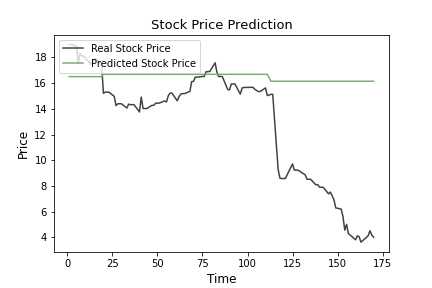 Stock Price Prediction
Real Stock Price
Predicted Stock Price
18
16
14
12
10
8
6
4
Price
0 25 50 75 100 125 150 175
Time